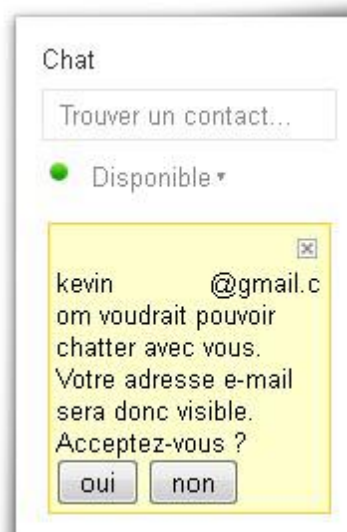 Chat
Trouver un contact...
Disponible
kevin @gmail.c
om voudrait pouvoir
chatter avec vous.
Votre adresse e-mail
sera donc visible.
Acceptez-vous ?
oui non